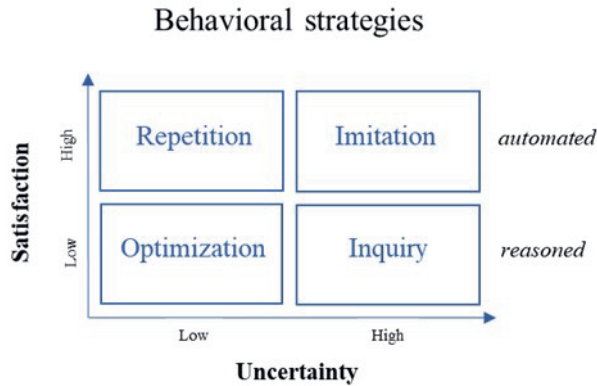 Behavioral strategies
Satisfaction
High
Repetition
Imitation
automated
Low
Optimization
Inquiry
reasoned
Low
High
Uncertainty